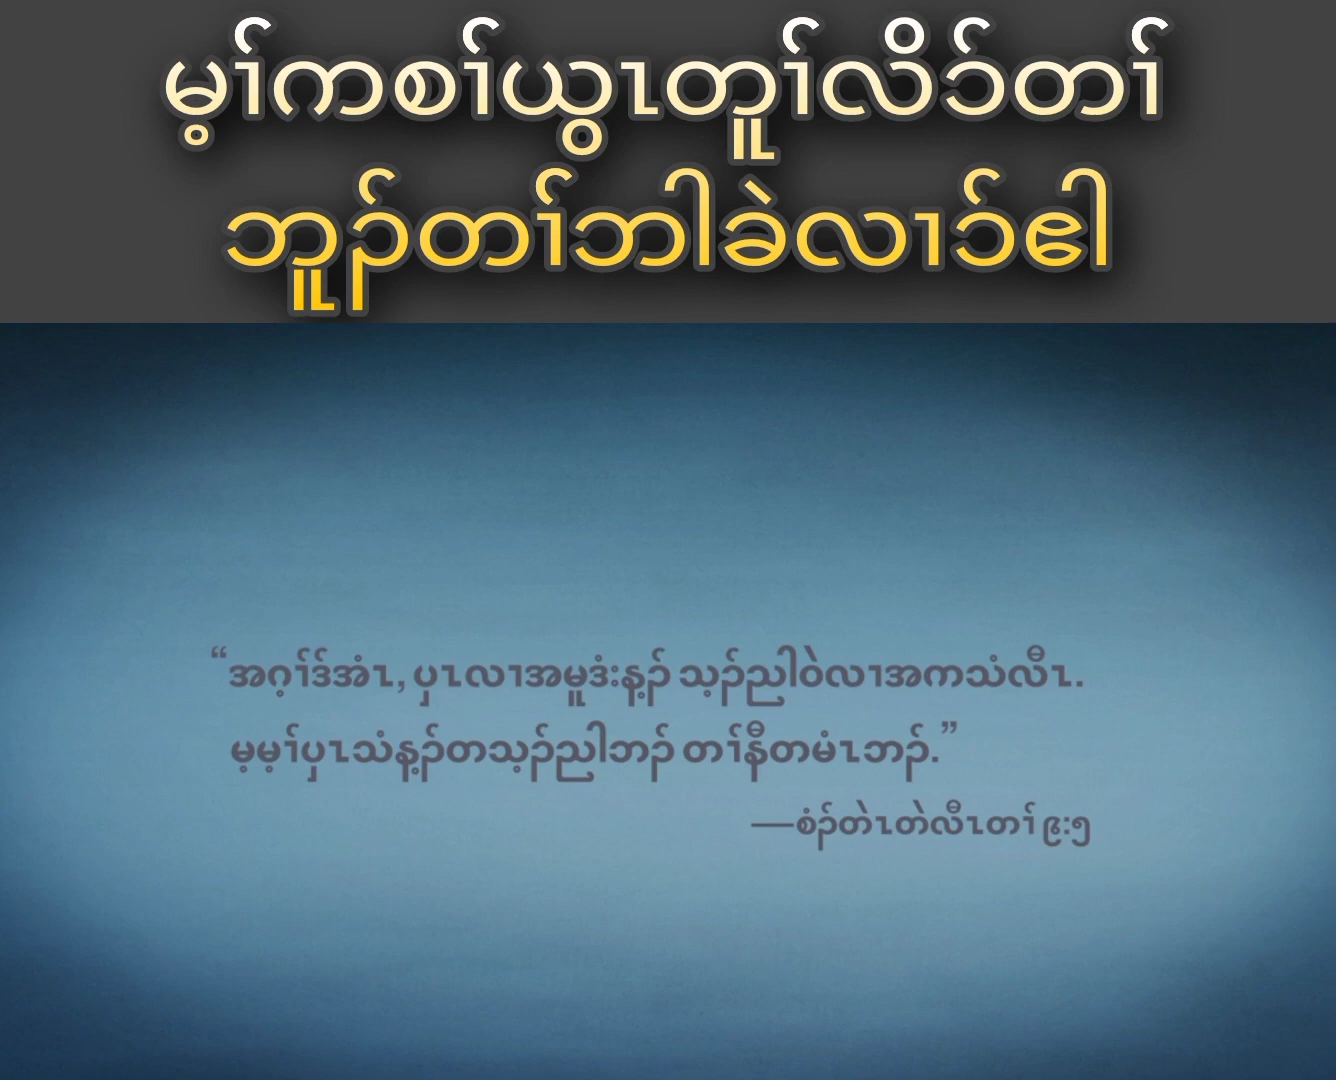 မ့ၢ်ကစၢ်ယွၤတူၢ်လိာ်တၢ်
ဘူၣ်တၢ်ဘါခဲလၢာ်ဧါ
“အဂ့ၢ်ဒ်အံၤ, ပှၤလၢအမူဒံးန့ၣ် သ့ၣ်ညါဝဲလၢအကသံလီၤ.
မ့မ့ၢ်ပှၤသံန့ၣ်တသ့ၣ်ညါဘၣ် တၢ်နီတမံၤဘၣ်.”
—စံၣ်တဲၤတဲလီၤတၢ် ၉:၅